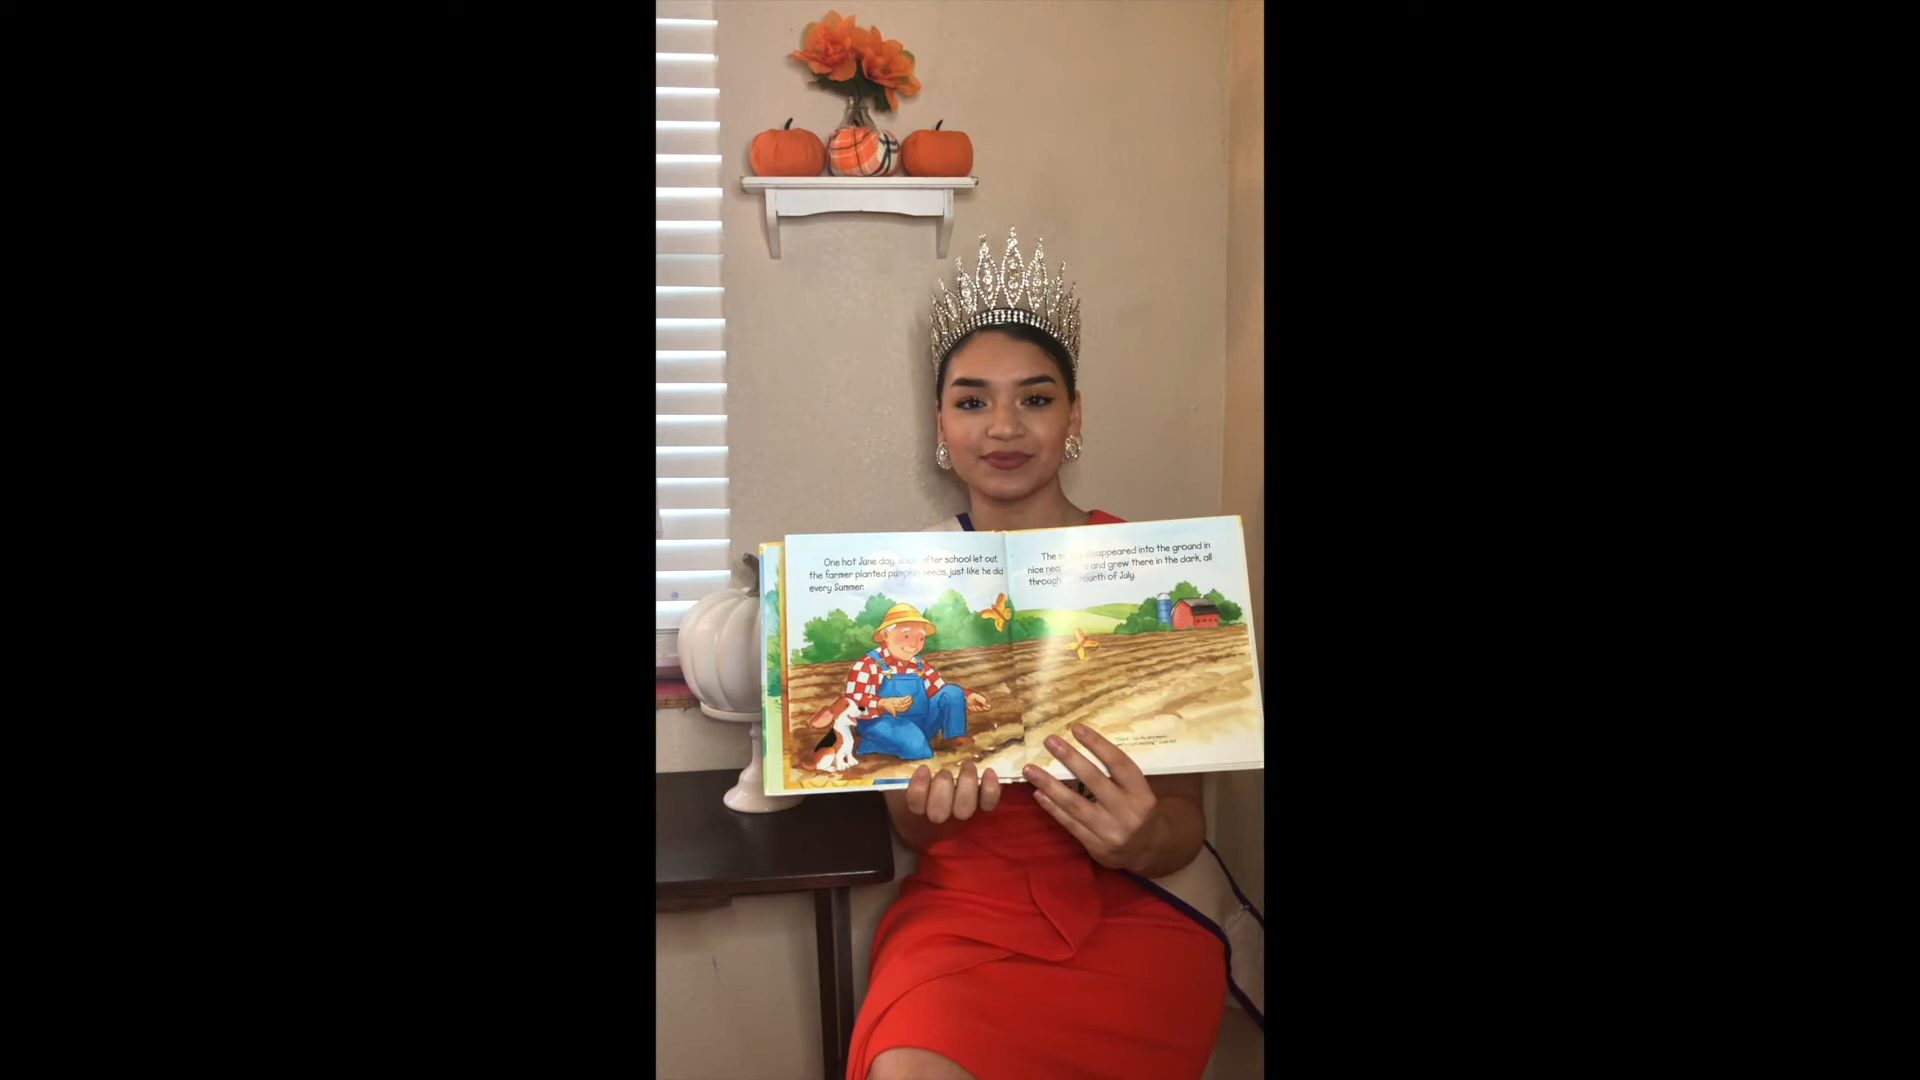 One hot June day, after school let out
the farmer planted pumpkin seeds, just like he did
every Summer.
The disappeared into the ground in
nice and grew there in the dark, all
through Fourth of July.